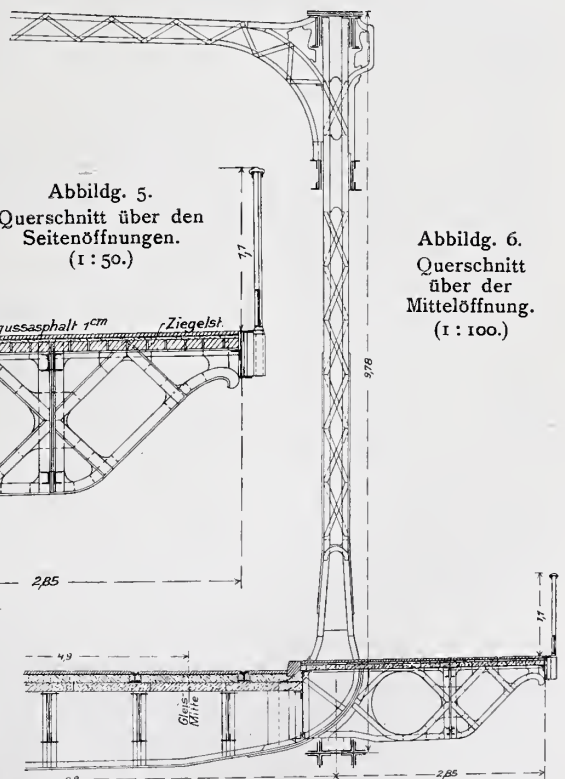 Abbildg. 5.
Querschnitt über den
Seitenöffnungen.
(1 : 50.)
1,1
gussasphalt 1cm
Ziegelst.
2,85
Abbildg. 6.
Querschnitt
über der
Mittelöffnung.
(1 : 100.)
9,78
1,1
4,9
Gleis-
Mitte
2,85